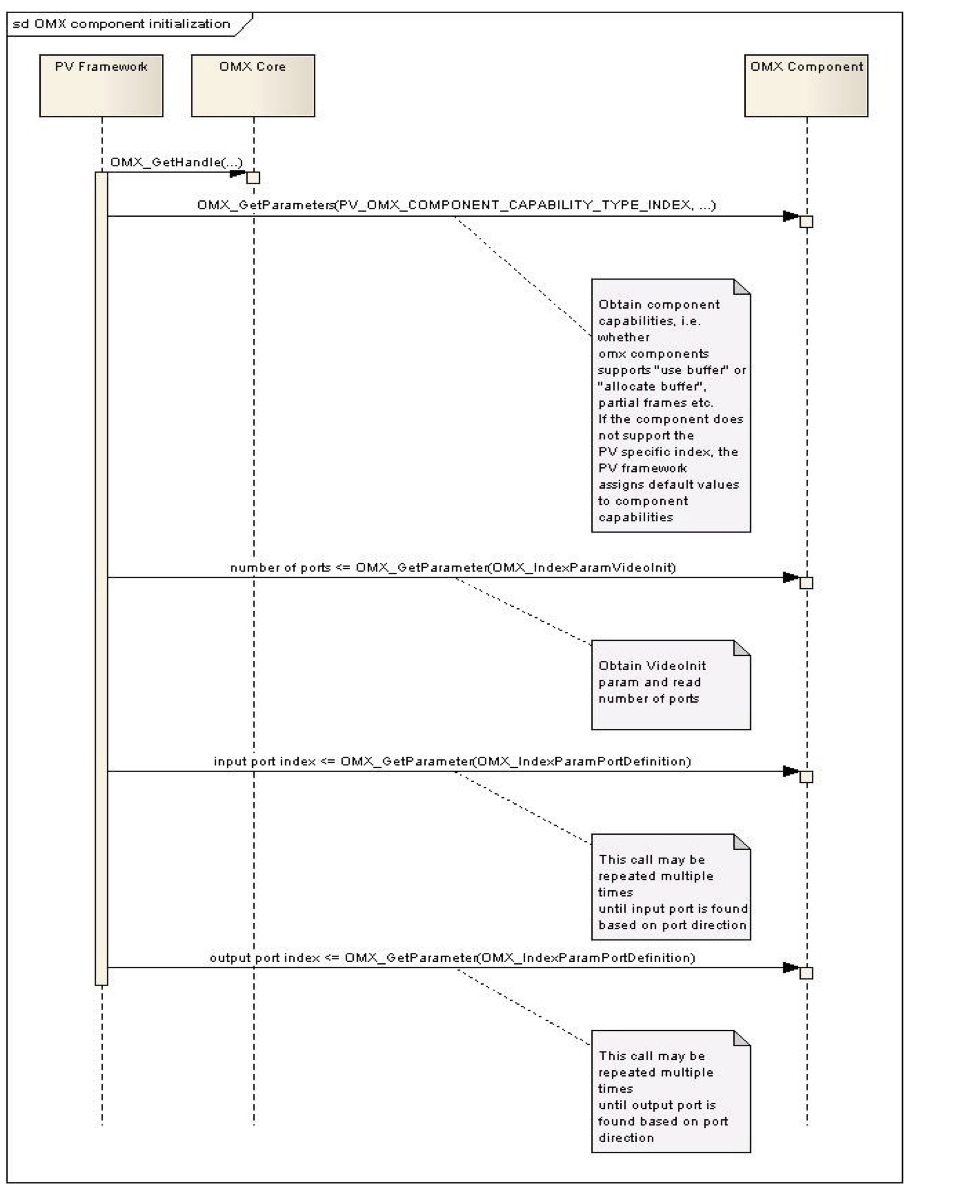 sd OMX component initialization
PV Framework
OMX Core
OMX Component
OMX_GetHandle(...)
OMX_GetParameters(PV_OMX_COMPONENT_CAPABILITY_TYPE_INDEX, ...)
Obtain component
capabilities, i.e.
whether
omx components
supports "use buffer" or
"allocate buffer",
partial frames etc.
If the component does
not support the
PV specific index, the
PV framework
assigns default values
to component
capabilities
number of ports <= OMX_GetParameter(OMX_IndexParamVideoInit)
Obtain VideoInit
param and read
number of ports
input port index <= OMX_GetParameter(OMX_IndexParamPortDefinition)
This call may be
repeated multiple
times
until input port is found
based on port direction
output port index <= OMX_GetParameter(OMX_IndexParamPortDefinition)
This call may be
repeated multiple
times
until output port is
found based on port
direction